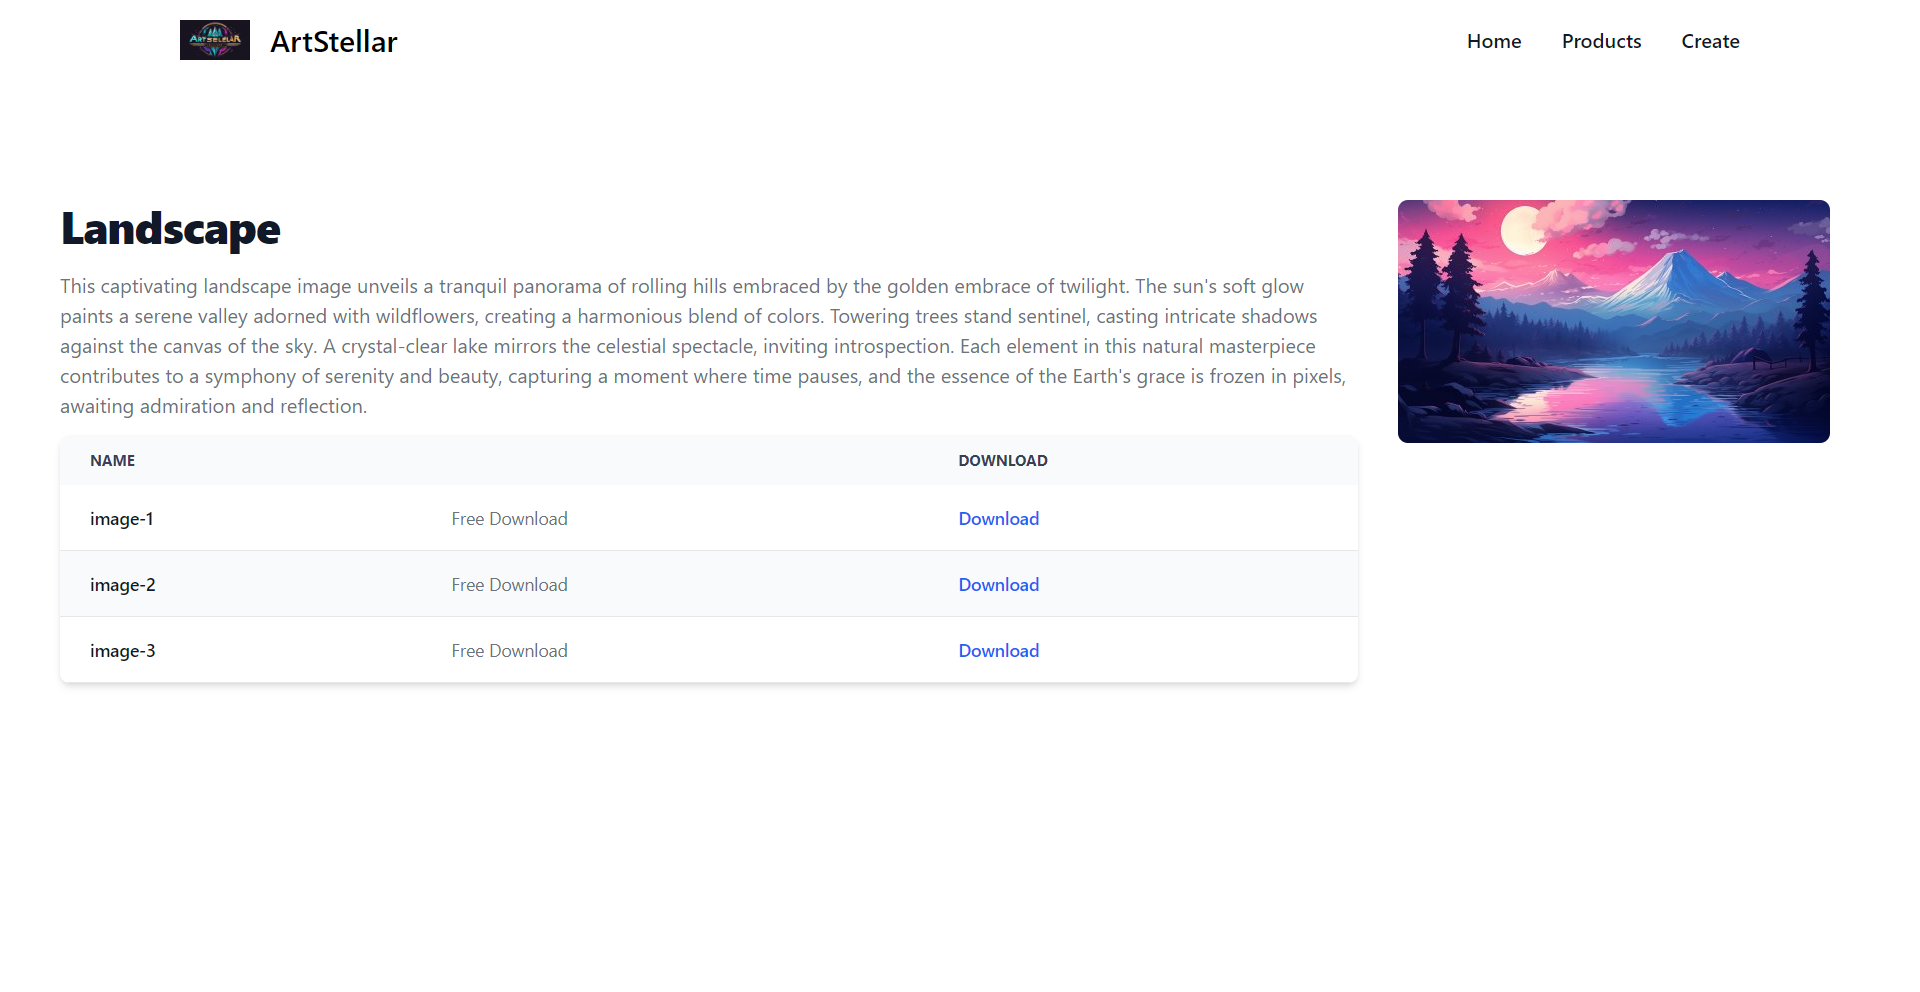 ArtStellar
Home Products Create
Landscape
This captivating landscape image unveils a tranquil panorama of rolling hills embraced by the golden embrace of twilight. The sun's soft glow
paints a serene valley adorned with wildflowers, creating a harmonious blend of colors. Towering trees stand sentinel, casting intricate shadows
against the canvas of the sky. A crystal-clear lake mirrors the celestial spectacle, inviting introspection. Each element in this natural masterpiece
contributes to a symphony of serenity and beauty, capturing a moment where time pauses, and the essence of the Earth's grace is frozen in pixels,
awaiting admiration and reflection.
NAME DOWNLOAD
image-1 Free Download Download
image-2 Free Download Download
image-3 Free Download Download